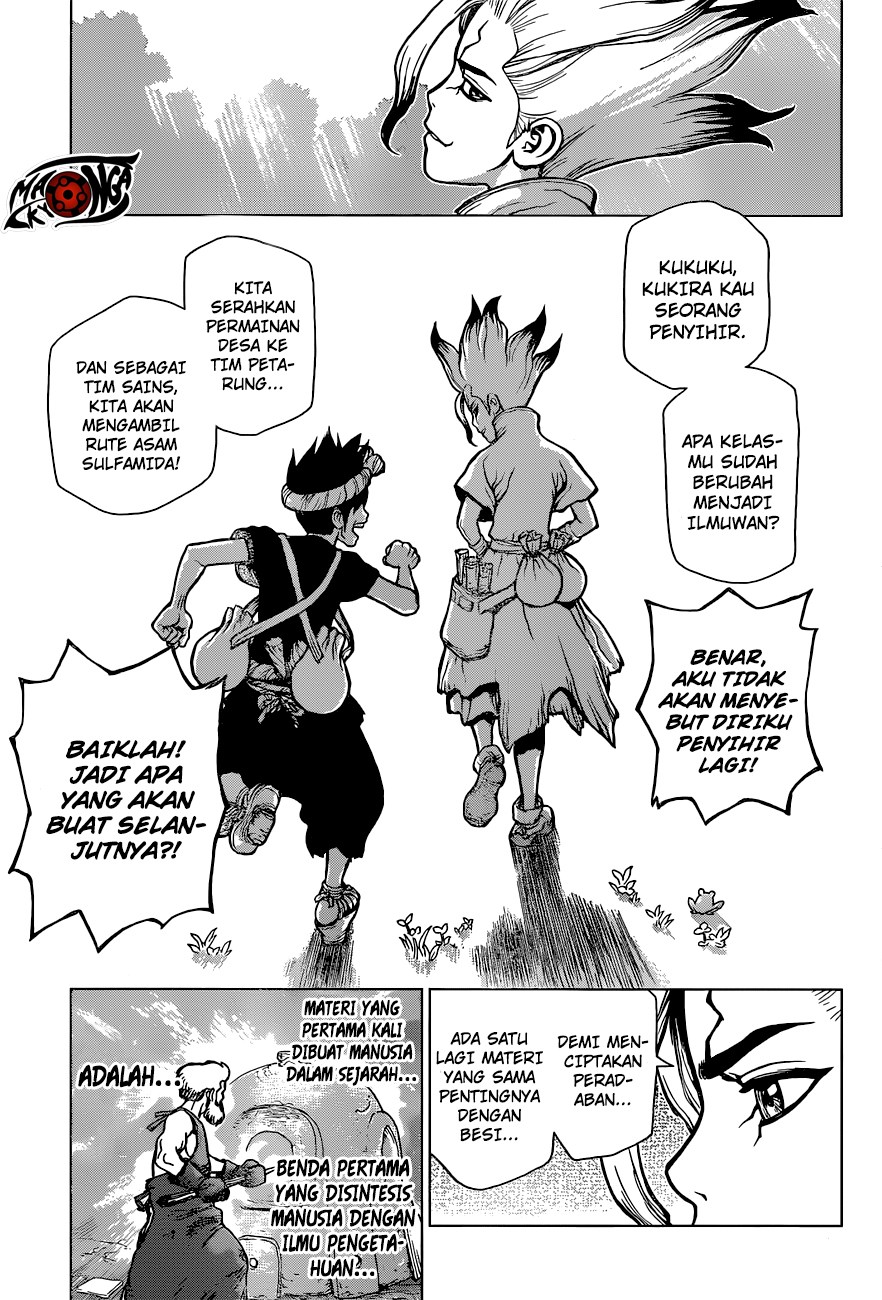 MA
NGA
KYO
KUKUKU,
KUKIRA KAU
SEORANG
PENYIHIR.
APA KELAS-
MU SUDAH
BERUBAH
MENJADI
ILMUWAN?
BENAR,
AKU TIDAK
AKAN MENYE-
BUT DIRIKU
PENYIHIR
LAGI!
KITA
SERAHKAN
PERMAINAN
DESA KE
TIM PETA-
RUNG...
DAN SEBAGAI
TIM SAINS,
KITA AKAN
MENGAMBIL
RUTE ASAM
SULFAMIDA!
BAIKLAH!
JADI APA
YANG AKAN
BUAT SELAN-
JUTNYA?!
DEMI MEN-
CIPTAKAN
PERAD-
ABAN...
ADA SATU
LAGI MATERI
YANG SAMA
PENTINGNYA
DENGAN
BESI...
MATERI YANG
PERTAMA KALI
DIBUAT MANUSIA
DALAM SEJARAH...
BENDA PERTAMA
YANG DISINTESIS
MANUSIA DENGAN
ILMU PENGETA-
HUAN...
ADALAH...